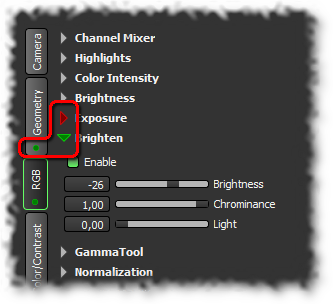 Camera
Geometry
RGB
Color/Contrast
Channel Mixer
Highlights
Color Intensity
Brightness
Exposure
Brighten
Enable
-26 Brightness
1,00 Chrominance
0,00 Light
GammaTool
Normalization